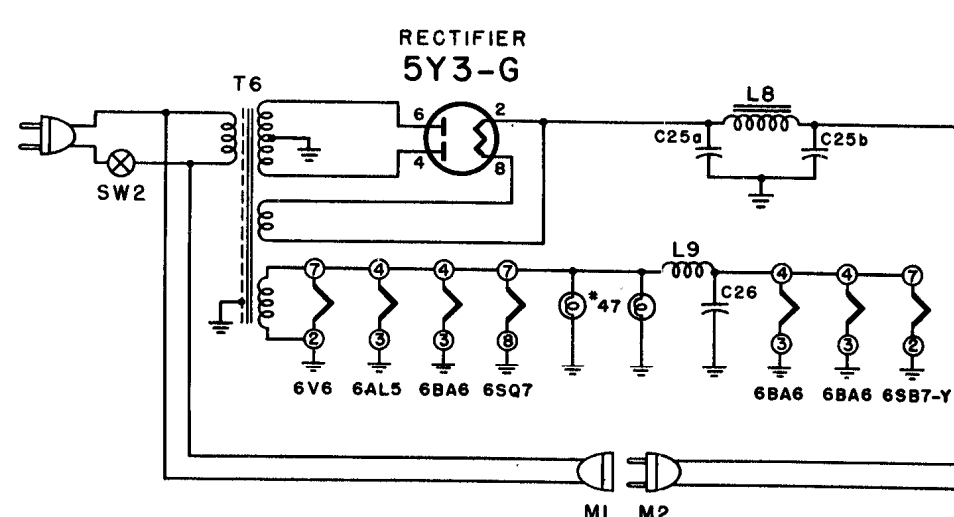 RECTIFIER
5Y3-G
T6
L8
6
2
C25a
C25b
4
8
SW2
L9
7
4
4
7
*47
C26
4
4
7
2
3
3
8
3
3
2
6V6
6AL5
6BA6
6SQ7
6BA6
6BA6
6SB7-Y
M1
M2